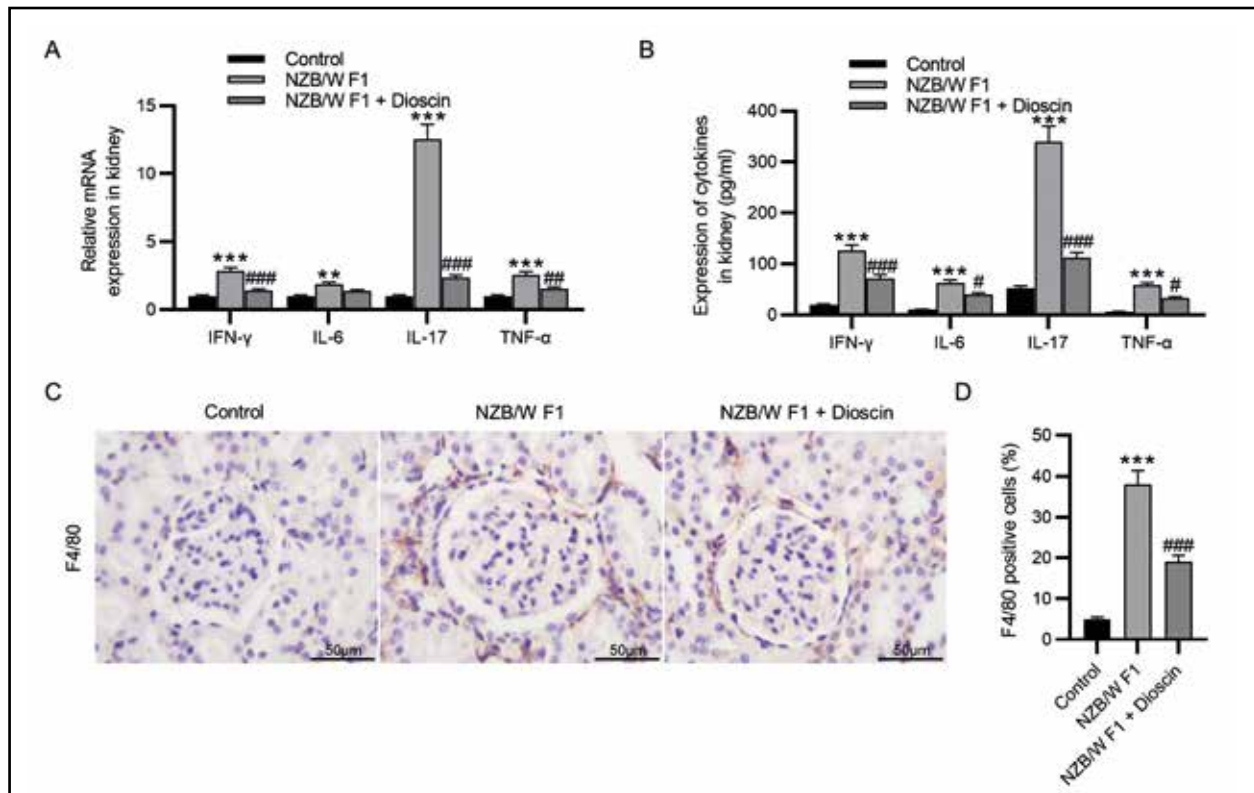 A
Control
NZB/W F1
NZB/W F1 + Dioscin
Relative mRNA
expression in kidney
15
10
5
0
***
###
**
***
###
***
##
IFN-γ
IL-6
IL-17
TNF-α
B
Control
NZB/W F1
NZB/W F1 + Dioscin
Expression of cytokines
in kidney (pg/ml)
400
300
200
100
0
***
###
***
#
***
###
***
#
IFN-γ
IL-6
IL-17
TNF-α
C
Control
NZB/W F1
NZB/W F1 + Dioscin
F4/80
50μm
50μm
50μm
D
F4/80 positive cells (%)
50
40
30
20
10
0
***
###
Control
NZB/W F1
NZB/W F1 + Dioscin